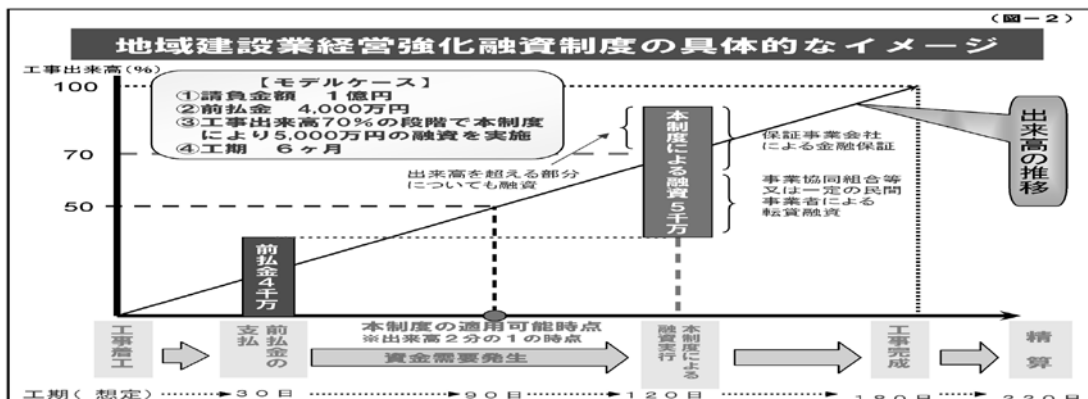 (図－2)
地域建設業経営強化融資制度の具体的なイメージ
工事出来高(%)
100
70
50
【モデルケース】
①請負金額 1億円
②前払金 4,000万円
③工事出来高70%の段階で本制度
により5,000万円の融資を実施
④工期 6ヶ月
出来高を超える部分
についても融資
本制度による融資5千万
保証事業会社
による金融保証
事業協同組合等
又は一定の民間
事業者による
転貸融資
出来高の推移
前払金4千万
本制度の適用可能時点
※出来高2分の1の時点
資金需要発生
工事着工
前払金の
支払
本制度による
融資実行
工事完成
精算
工期(想定) 30日 90日 120日 180日 220日